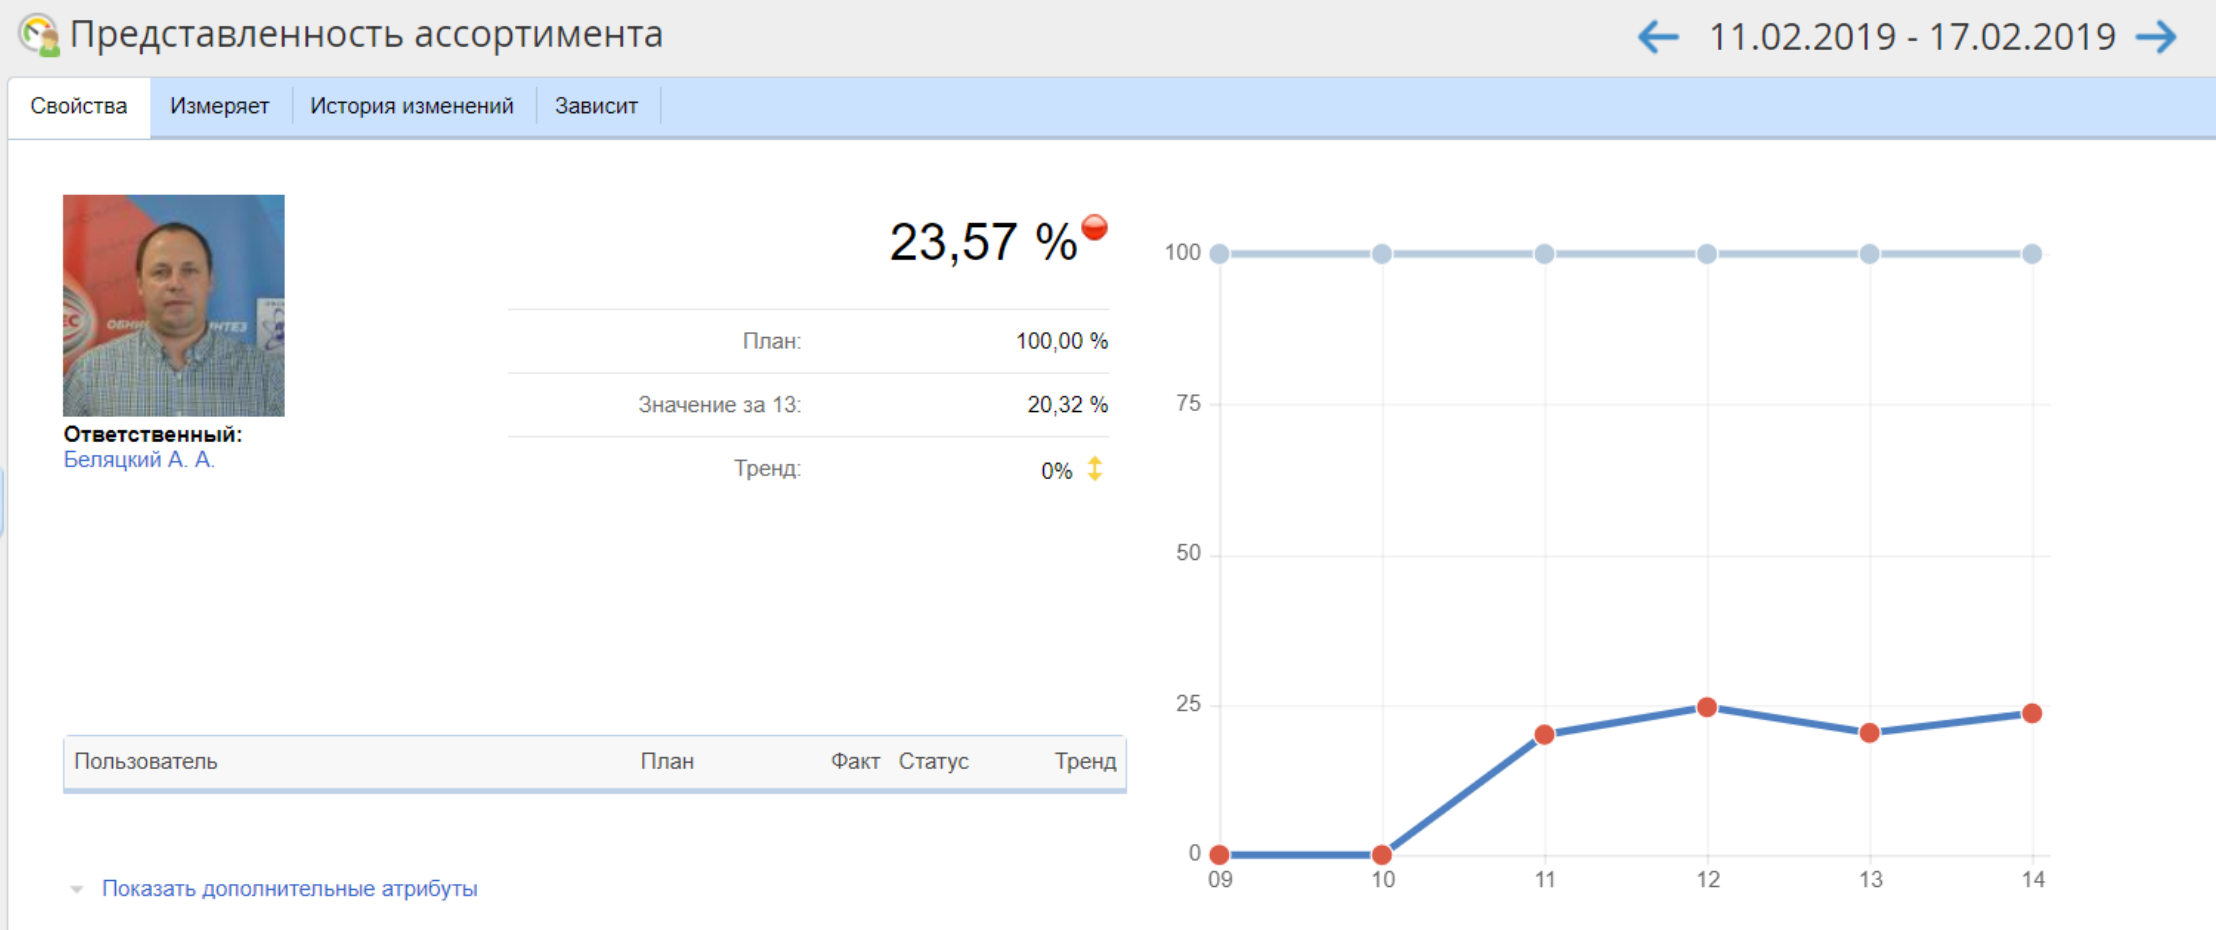 Представленность ассортимента
11.02.2019 - 17.02.2019
Свойства
Измеряет
История изменений
Зависит
Ответственный:
Беляцкий А. А.
23,57 %
План: 100,00 %
Значение за 13: 20,32 %
Тренд: 0%
Пользователь План Факт Статус Тренд
Показать дополнительные атрибуты
100
75
50
25
0
09 10 11 12 13 14